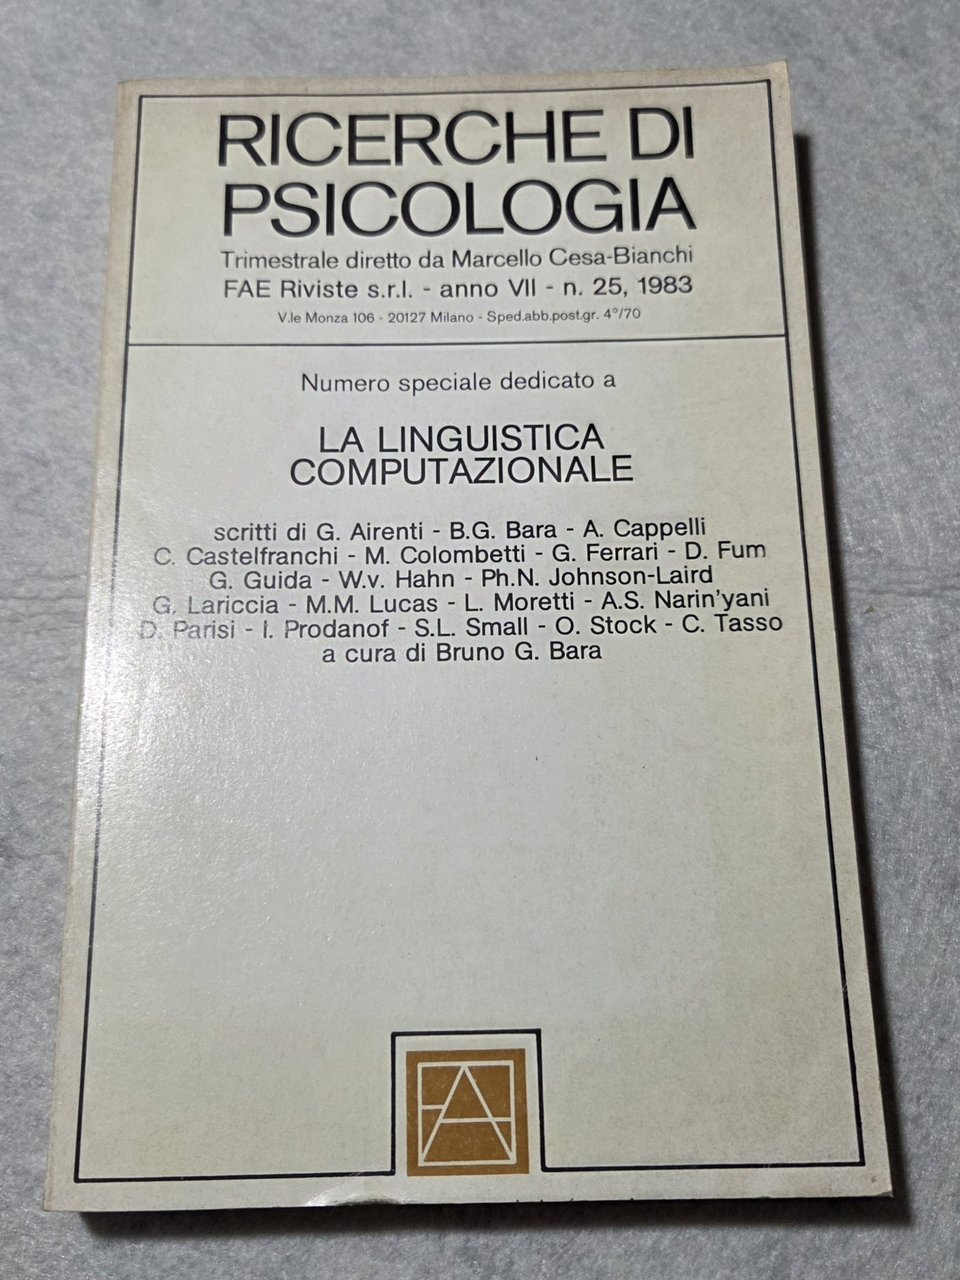 RICERCHE DI
PSICOLOGIA
Trimestrale diretto da Marcello Cesa-Bianchi
FAE Riviste s.r.l. - anno VII - n. 25, 1983
V.le Monza 106 - 20127 Milano - Sped.abb.post.gr. 4°/70
Numero speciale dedicato a
LA LINGUISTICA
COMPUTAZIONALE
scritti di G. Airenti - B.G. Bara - A. Cappelli
C. Castelfranchi - M. Colombetti - G. Ferrari - D. Fum
G. Guida - W.v. Hahn - Ph.N. Johnson-Laird
G. Lariccia - M.M. Lucas - L. Moretti - A.S. Narin'yani
D. Parisi - I. Prodanof - S.L. Small - O. Stock - C. Tasso
a cura di Bruno G. Bara